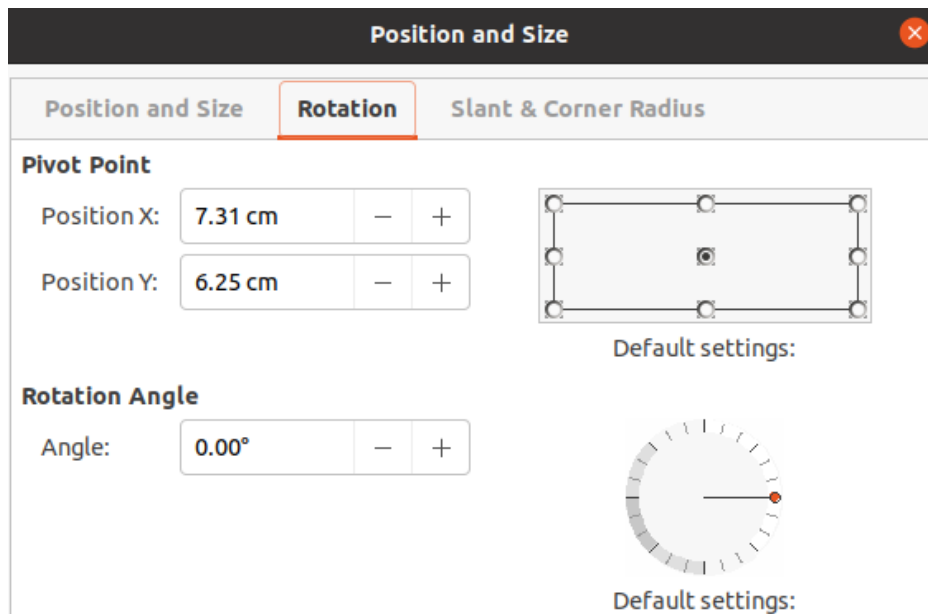 Position and Size
Position and Size Rotation Slant & Corner Radius
Pivot Point
Position X: 7.31 cm
Position Y: 6.25 cm
Default settings:
Rotation Angle
Angle: 0.00°
Default settings: